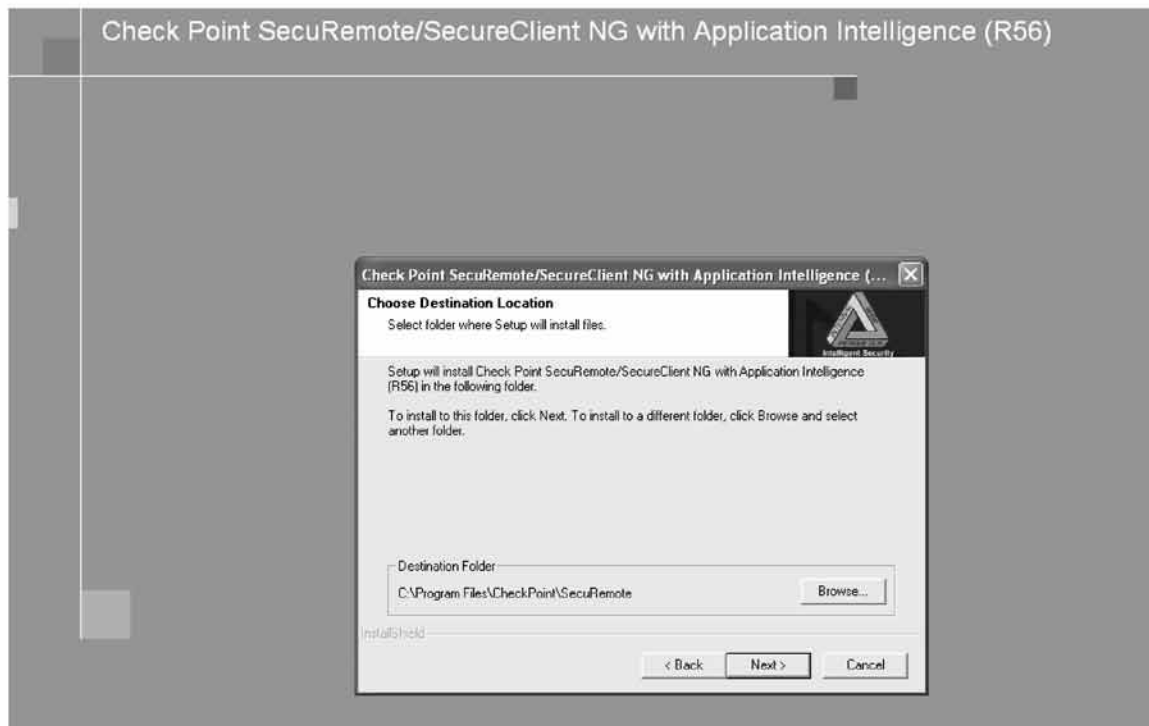 Check Point SecuRemote/SecureClient NG with Application Intelligence (R56)
Check Point SecuRemote/SecureClient NG with Application Intelligence (...
Choose Destination Location
Select folder where Setup will install files.
Intelligent Security
Setup will install Check Point SecuRemote/SecureClient NG with Application Intelligence
(R56) in the following folder.
To install to this folder, click Next. To install to a different folder, click Browse and select
another folder.
Destination Folder
C:\Program Files\CheckPoint\SecuRemote
Browse...
InstallShield
< Back
Next >
Cancel